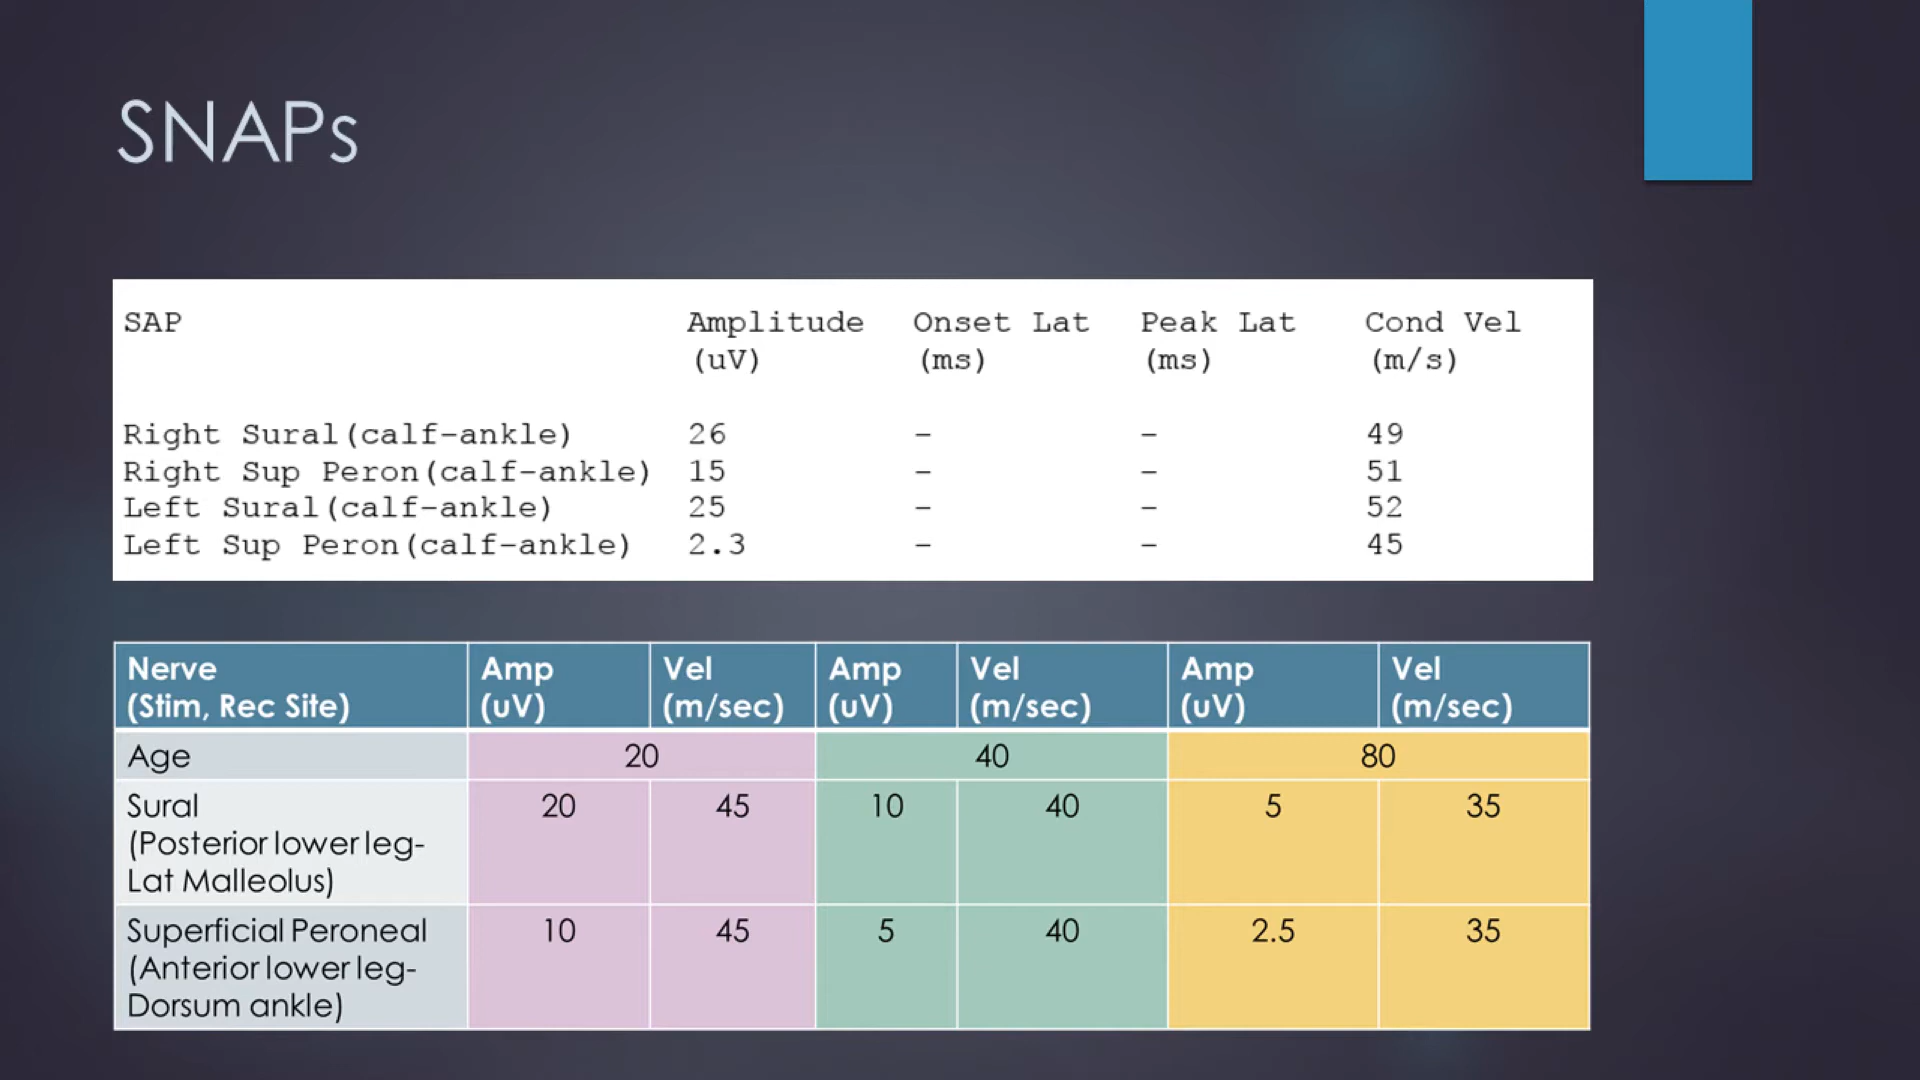 SNAPs
SAP Amplitude Onset Lat Peak Lat Cond Vel
(uV) (ms) (ms) (m/s)
Right Sural(calf-ankle) 26 - - 49
Right Sup Peron(calf-ankle) 15 - - 51
Left Sural(calf-ankle) 25 - - 52
Left Sup Peron(calf-ankle) 2.3 - - 45
Nerve Amp Vel Amp Vel Amp Vel
(Stim, Rec Site) (uV) (m/sec) (uV) (m/sec) (uV) (m/sec)
Age 20 40 80
Sural 20 45 10 40 5 35
(Posterior lower leg-
Lat Malleolus)
Superficial Peroneal 10 45 5 40 2.5 35
(Anterior lower leg-
Dorsum ankle)